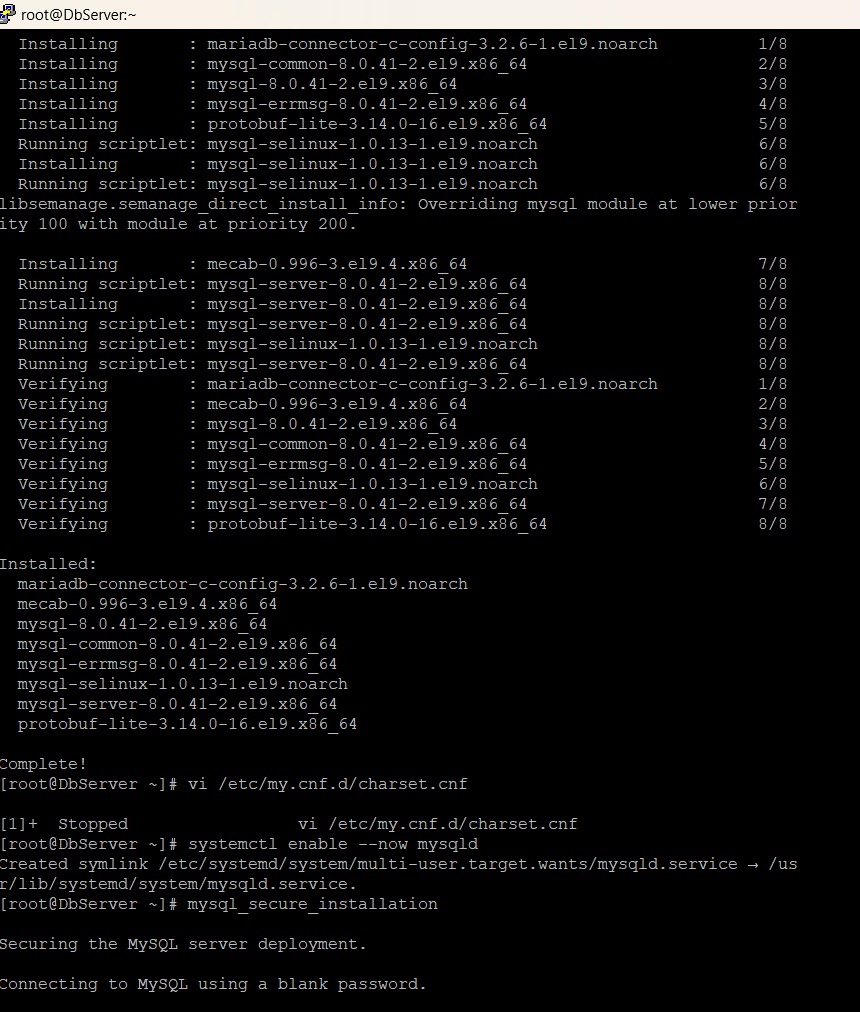 root@DbServer:~
Installing : mariadb-connector-c-config-3.2.6-1.el9.noarch 1/8
Installing : mysql-common-8.0.41-2.el9.x86_64 2/8
Installing : mysql-8.0.41-2.el9.x86_64 3/8
Installing : mysql-errmsg-8.0.41-2.el9.x86_64 4/8
Installing : protobuf-lite-3.14.0-16.el9.x86_64 5/8
Running scriptlet: mysql-selinux-1.0.13-1.el9.noarch 6/8
Installing : mysql-selinux-1.0.13-1.el9.noarch 6/8
Running scriptlet: mysql-selinux-1.0.13-1.el9.noarch 6/8
libsemanage.semanage_direct_install_info: Overriding mysql module at lower prior
ity 100 with module at priority 200.
Installing : mecab-0.996-3.el9.4.x86_64 7/8
Running scriptlet: mysql-server-8.0.41-2.el9.x86_64 8/8
Installing : mysql-server-8.0.41-2.el9.x86_64 8/8
Running scriptlet: mysql-server-8.0.41-2.el9.x86_64 8/8
Running scriptlet: mysql-selinux-1.0.13-1.el9.noarch 8/8
Running scriptlet: mysql-server-8.0.41-2.el9.x86_64 8/8
Verifying : mariadb-connector-c-config-3.2.6-1.el9.noarch 1/8
Verifying : mecab-0.996-3.el9.4.x86_64 2/8
Verifying : mysql-8.0.41-2.el9.x86_64 3/8
Verifying : mysql-common-8.0.41-2.el9.x86_64 4/8
Verifying : mysql-errmsg-8.0.41-2.el9.x86_64 5/8
Verifying : mysql-selinux-1.0.13-1.el9.noarch 6/8
Verifying : mysql-server-8.0.41-2.el9.x86_64 7/8
Verifying : protobuf-lite-3.14.0-16.el9.x86_64 8/8
Installed:
mariadb-connector-c-config-3.2.6-1.el9.noarch
mecab-0.996-3.el9.4.x86_64
mysql-8.0.41-2.el9.x86_64
mysql-common-8.0.41-2.el9.x86_64
mysql-errmsg-8.0.41-2.el9.x86_64
mysql-selinux-1.0.13-1.el9.noarch
mysql-server-8.0.41-2.el9.x86_64
protobuf-lite-3.14.0-16.el9.x86_64
Complete!
[root@DbServer ~]# vi /etc/my.cnf.d/charset.cnf
[1]+ Stopped vi /etc/my.cnf.d/charset.cnf
[root@DbServer ~]# systemctl enable --now mysqld
Created symlink /etc/systemd/system/multi-user.target.wants/mysqld.service → /us
r/lib/systemd/system/mysqld.service.
[root@DbServer ~]# mysql_secure_installation
Securing the MySQL server deployment.
Connecting to MySQL using a blank password.